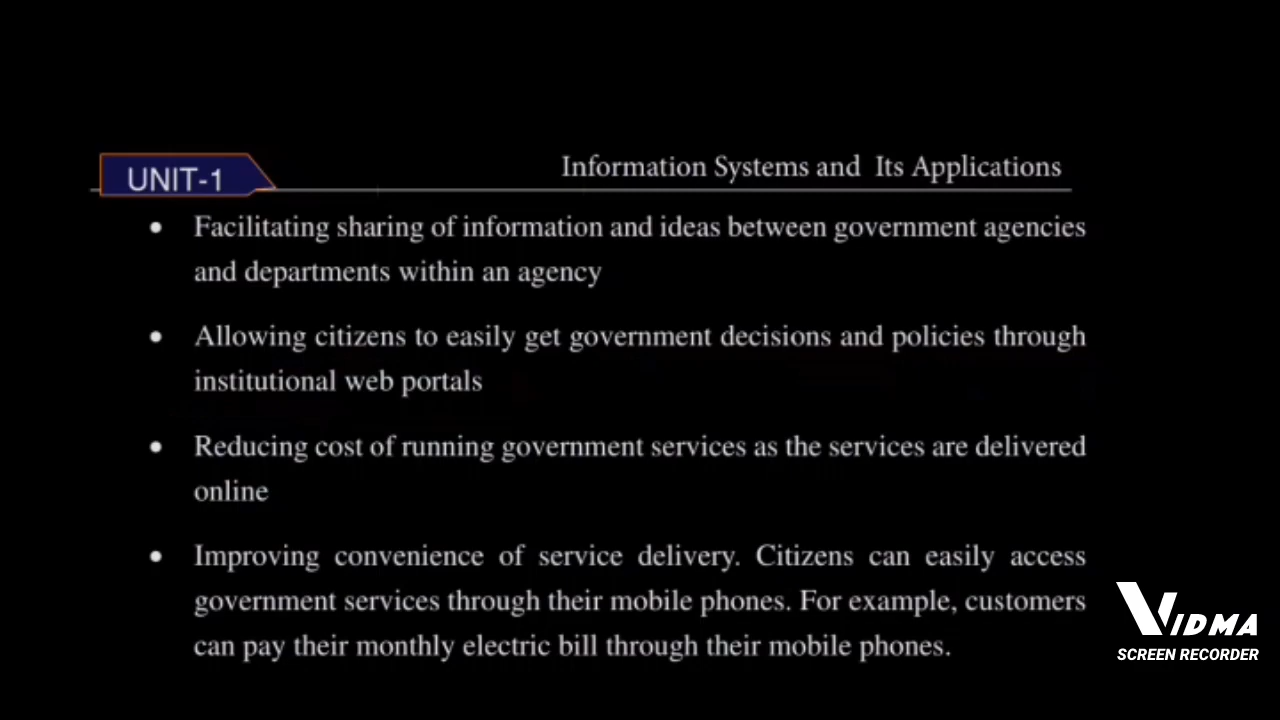 UNIT-1
Information Systems and Its Applications
• Facilitating sharing of information and ideas between government agencies
and departments within an agency
• Allowing citizens to easily get government decisions and policies through
institutional web portals
• Reducing cost of running government services as the services are delivered
online
• Improving convenience of service delivery. Citizens can easily access
government services through their mobile phones. For example, customers
can pay their monthly electric bill through their mobile phones.
VIDMA
SCREEN RECORDER